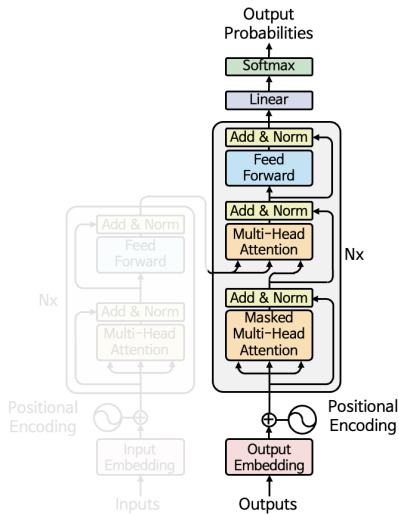 Output
Probabilities
Softmax
Linear
Add & Norm
Feed
Forward
Add & Norm
Multi-Head
Attention
Nx
Add & Norm
Masked
Multi-Head
Attention
Positional
Encoding
Output
Embedding
Outputs
Add & Norm
Feed
Forward
Nx
Add & Norm
Multi-Head
Attention
Positional
Encoding
Input
Embedding
Inputs